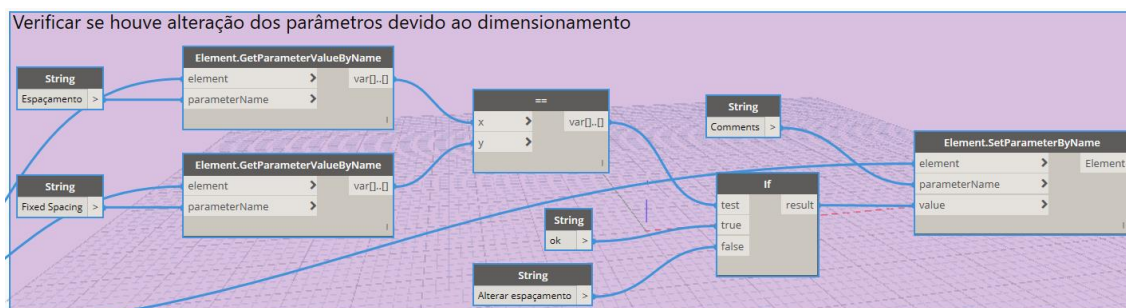 Verificar se houve alteração dos parâmetros devido ao dimensionamento
Element.GetParameterValueByName
element > var[]..[]
parameterName >
String
Espaçamento >
Element.GetParameterValueByName
element > var[]..[]
parameterName >
String
Fixed Spacing >
==
x > var[]..[]
y >
String
Comments >
If
test result
true
false
String
ok >
String
Alterar espaçamento >
Element.SetParameterByName
element > Element
parameterName >
value >